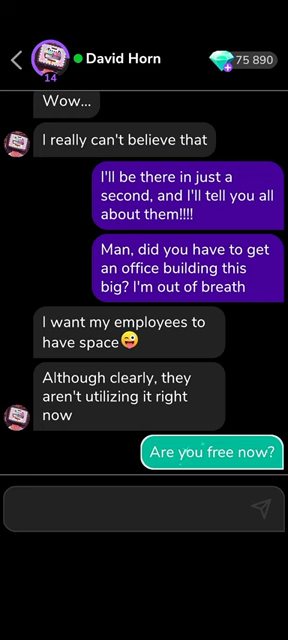 David Horn
75 890
14
Wow...
I really can't believe that
I'll be there in just a
second, and I'll tell you all
about them!!!!
Man, did you have to get
an office building this
big? I'm out of breath
I want my employees to
have space😜
Although clearly, they
aren't utilizing it right
now
Are you free now?